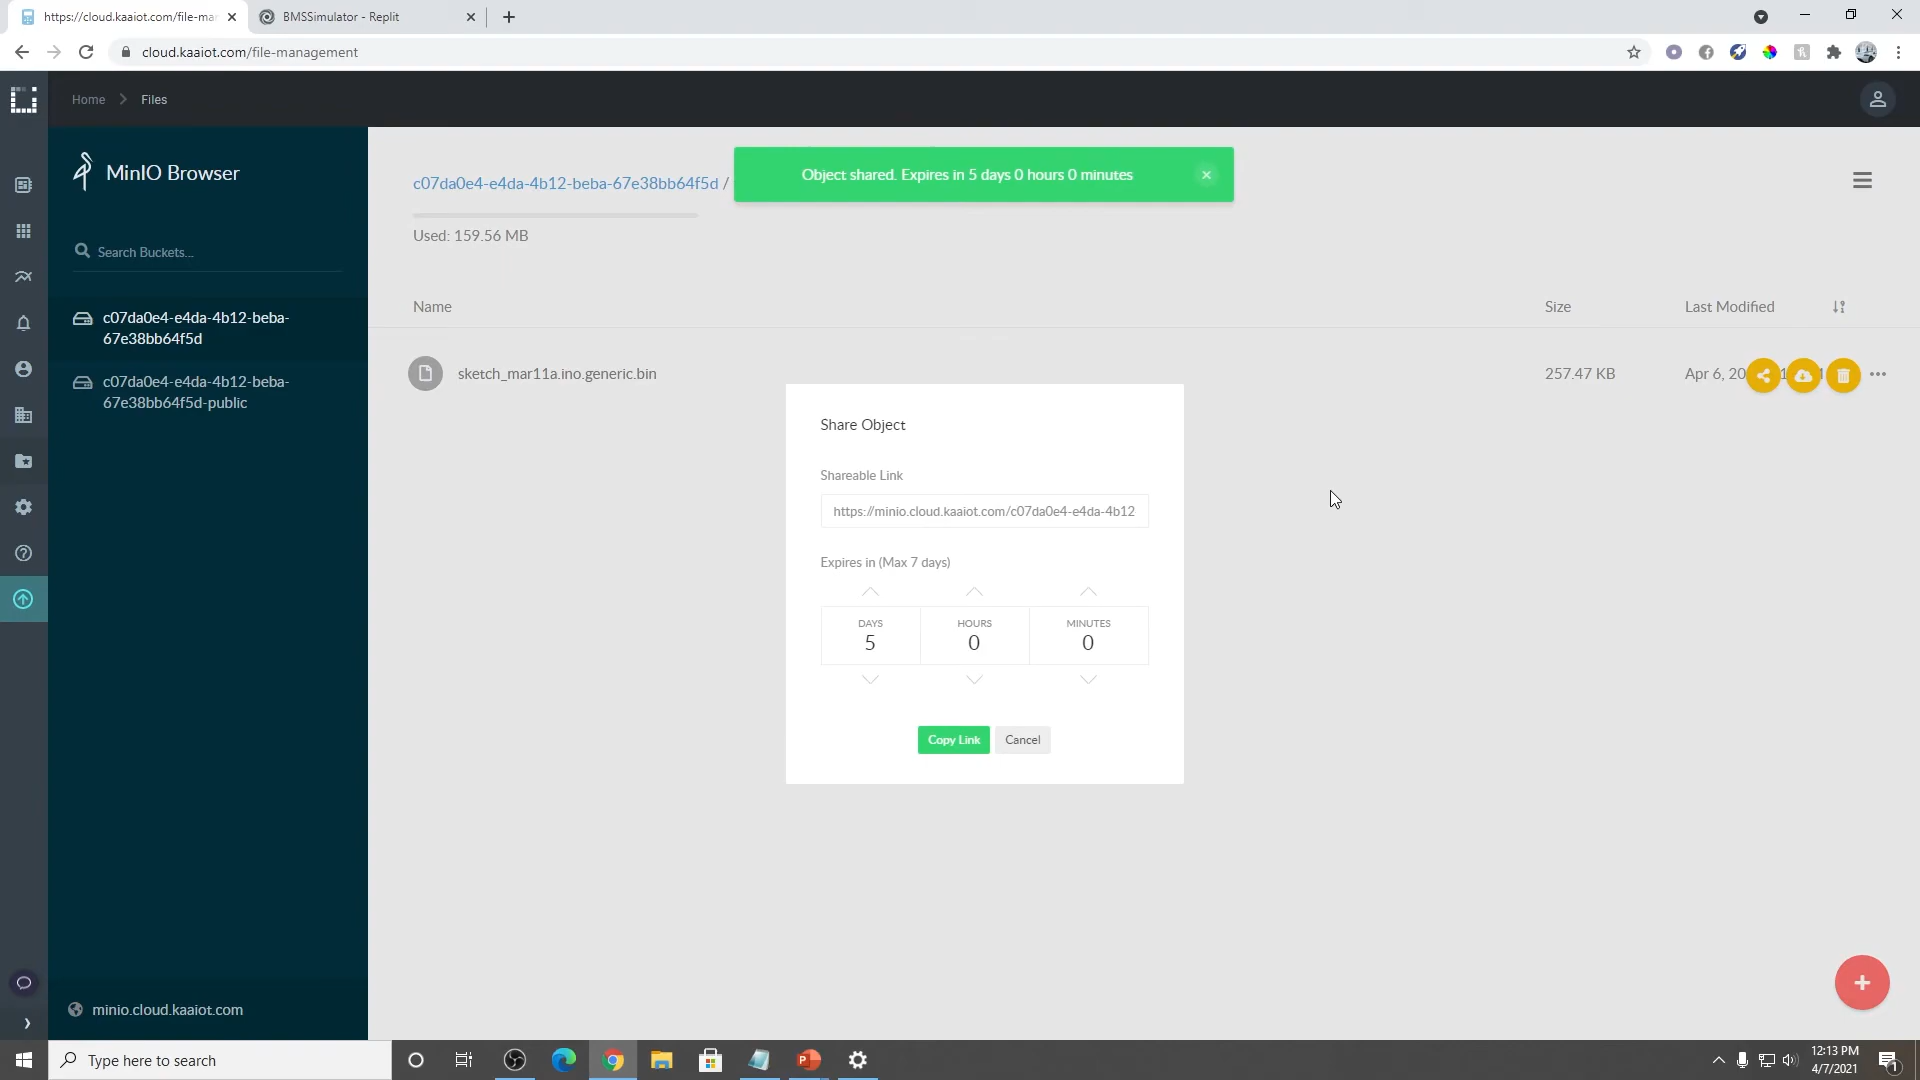 https://cloud.kaaiot.com/file-mar
BMSSimulator - Replit
cloud.kaaiot.com/file-management
Home
Files
MinIO Browser
Search Buckets...
c07da0e4-e4da-4b12-beba-
67e38bb64f5d
c07da0e4-e4da-4b12-beba-
67e38bb64f5d-public
minio.cloud.kaaiot.com
c07da0e4-e4da-4b12-beba-67e38bb64f5d /
Object shared. Expires in 5 days 0 hours 0 minutes
Used: 159.56 MB
Name
Size
Last Modified
sketch_mar11a.ino.generic.bin
257.47 KB
Apr 6, 20
Share Object
Shareable Link
https://minio.cloud.kaaiot.com/c07da0e4-e4da-4b12
Expires in (Max 7 days)
DAYS
HOURS
MINUTES
5
0
0
Copy Link
Cancel
Type here to search
12:13 PM
4/7/2021
1